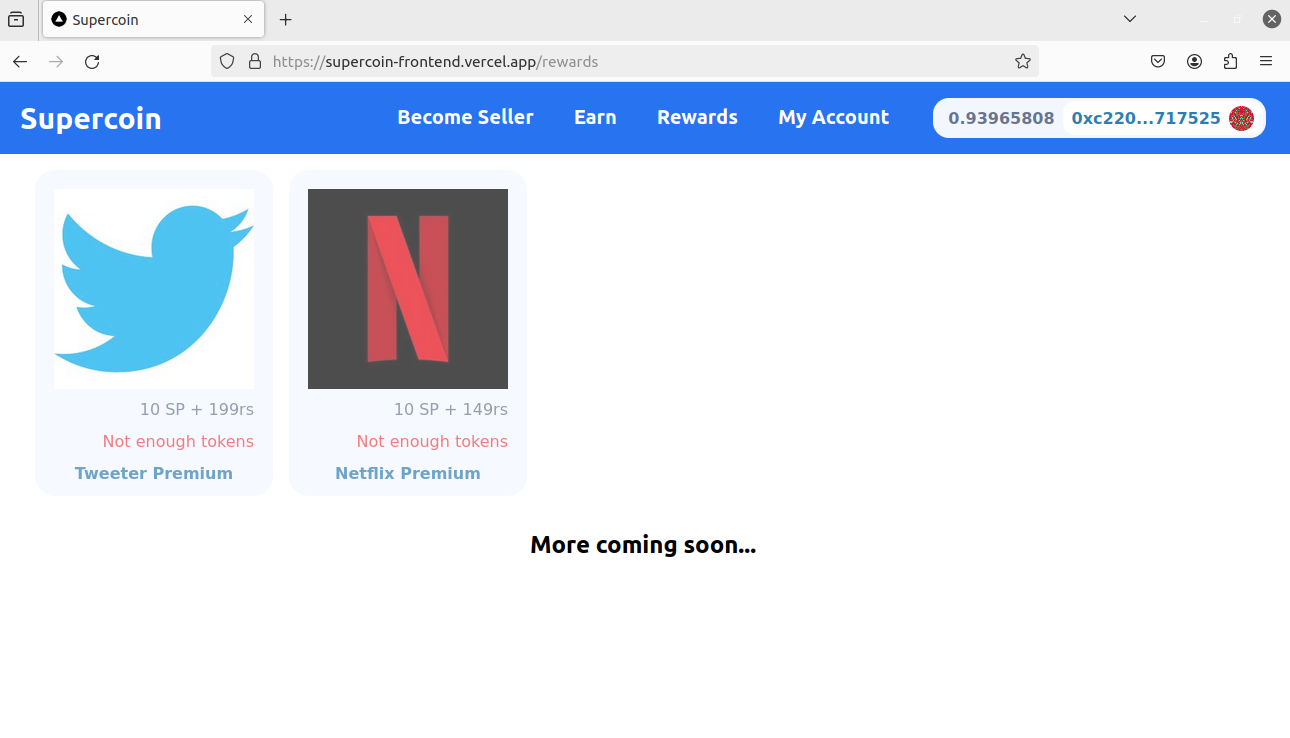 Supercoin
https://supercoin-frontend.vercel.app/rewards
Supercoin Become Seller Earn Rewards My Account 0.93965808 0xc220...717525
N
10 SP + 199rs
Not enough tokens
Tweeter Premium
10 SP + 149rs
Not enough tokens
Netflix Premium
More coming soon...